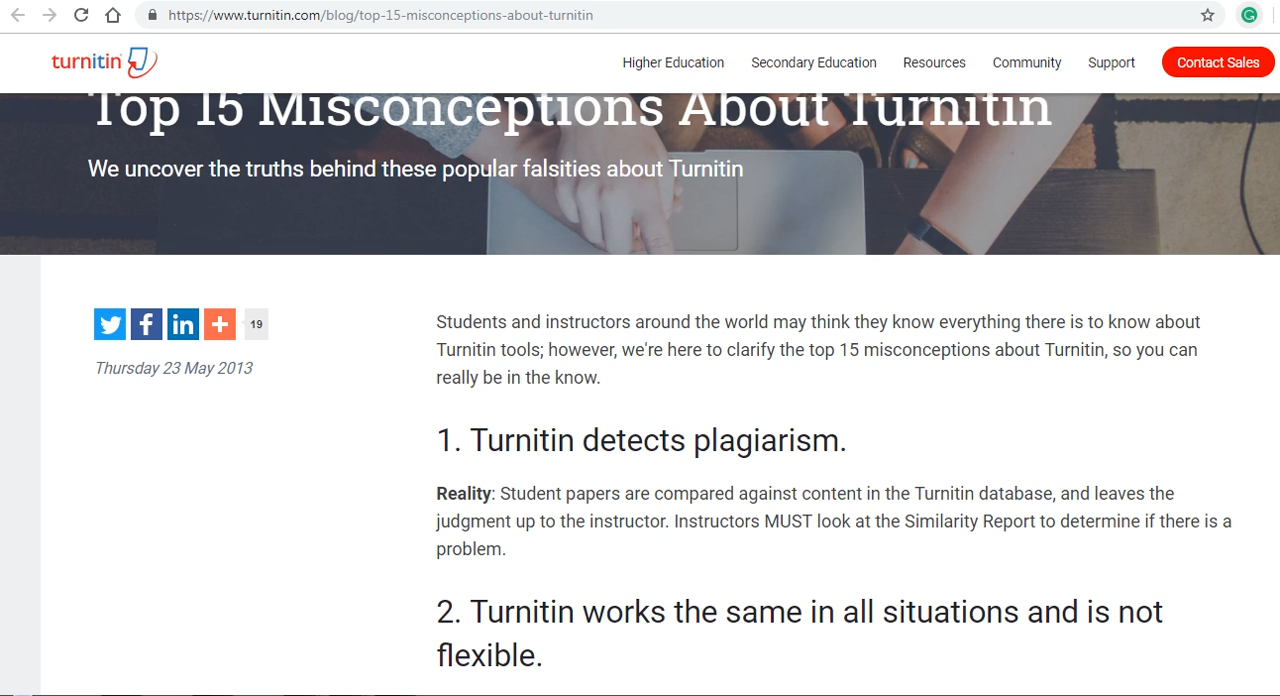 https://www.turnitin.com/blog/top-15-misconceptions-about-turnitin
turnitin
Higher Education
Secondary Education
Resources
Community
Support
Contact Sales
Top 15 Misconceptions About Turnitin
We uncover the truths behind these popular falsities about Turnitin
19
Thursday 23 May 2013
Students and instructors around the world may think they know everything there is to know about
Turnitin tools; however, we're here to clarify the top 15 misconceptions about Turnitin, so you can
really be in the know.
1. Turnitin detects plagiarism.
Reality: Student papers are compared against content in the Turnitin database, and leaves the
judgment up to the instructor. Instructors MUST look at the Similarity Report to determine if there is a
problem.
2. Turnitin works the same in all situations and is not
flexible.